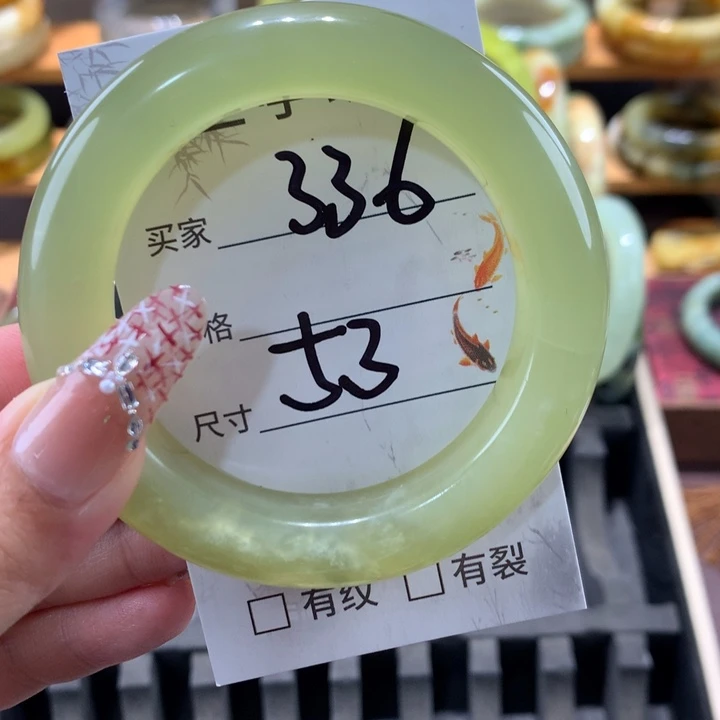 买家 336
格
尺寸 53
□ 有纹 □ 有裂